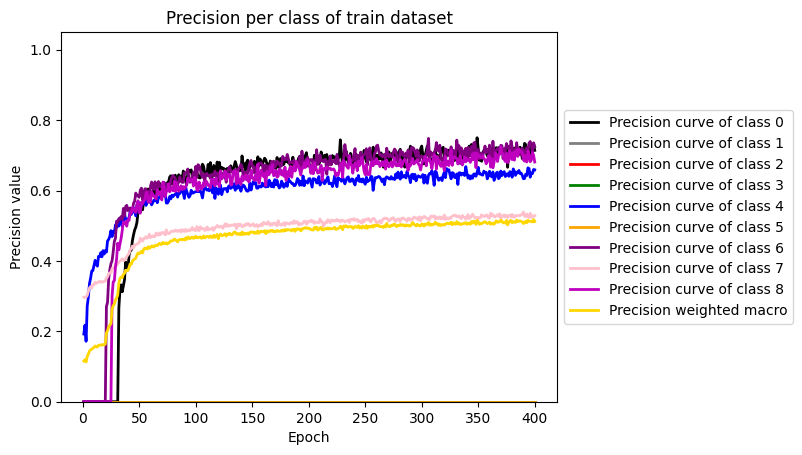 Precision per class of train dataset
Precision value
1.0
0.8
0.6
0.4
0.2
0.0
0
50
100
150
200
250
300
350
400
Epoch
Precision curve of class 0
Precision curve of class 1
Precision curve of class 2
Precision curve of class 3
Precision curve of class 4
Precision curve of class 5
Precision curve of class 6
Precision curve of class 7
Precision curve of class 8
Precision weighted macro